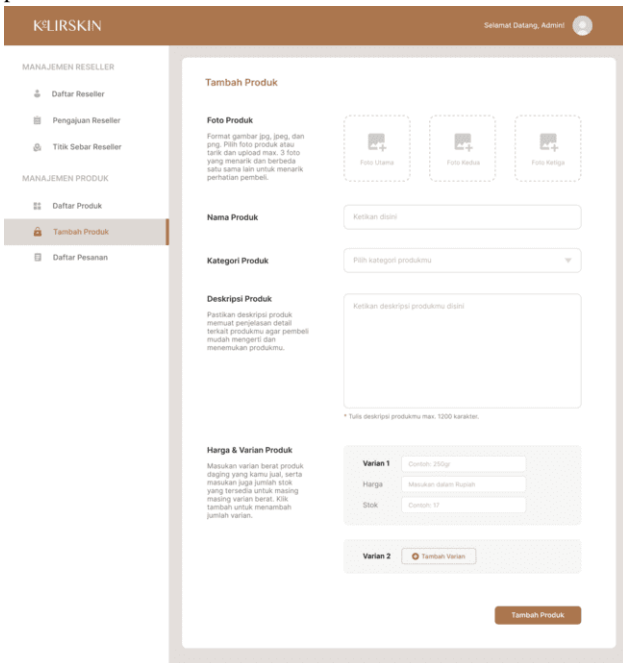 KᵉLIRSKIN
Selamat Datang, Admin!
MANAJEMEN RESELLER
Daftar Reseller
Pengajuan Reseller
Titik Sebar Reseller
MANAJEMEN PRODUK
Daftar Produk
Tambah Produk
Daftar Pesanan
Tambah Produk
Foto Produk
Format gambar jpg, jpeg, dan
png. Pilih foto produk atau
tarik dan upload max. 3 foto
yang menarik dan berbeda
satu sama lain untuk menarik
perhatian pembeli.
Foto Utama
Foto Kedua
Foto Ketiga
Nama Produk
Ketikan disini
Kategori Produk
Pilih kategori produkmu
Deskripsi Produk
Pastikan deskripsi produk
memuat penjelasan detail
terkait produkmu agar pembeli
mudah mengerti dan
menemukan produkmu.
Ketikan deskripsi produkmu disini
* Tulis deskripsi produkmu max. 1200 karakter.
Harga & Varian Produk
Masukan varian berat produk
daging yang kamu jual, serta
masukan juga jumlah stok
yang tersedia untuk masing
masing varian berat. Klik
tambah untuk menambah
jumlah varian.
Varian 1
Contoh: 250gr
Harga
Masukan dalam Rupiah
Stok
Contoh: 17
Varian 2
Tambah Varian
Tambah Produk